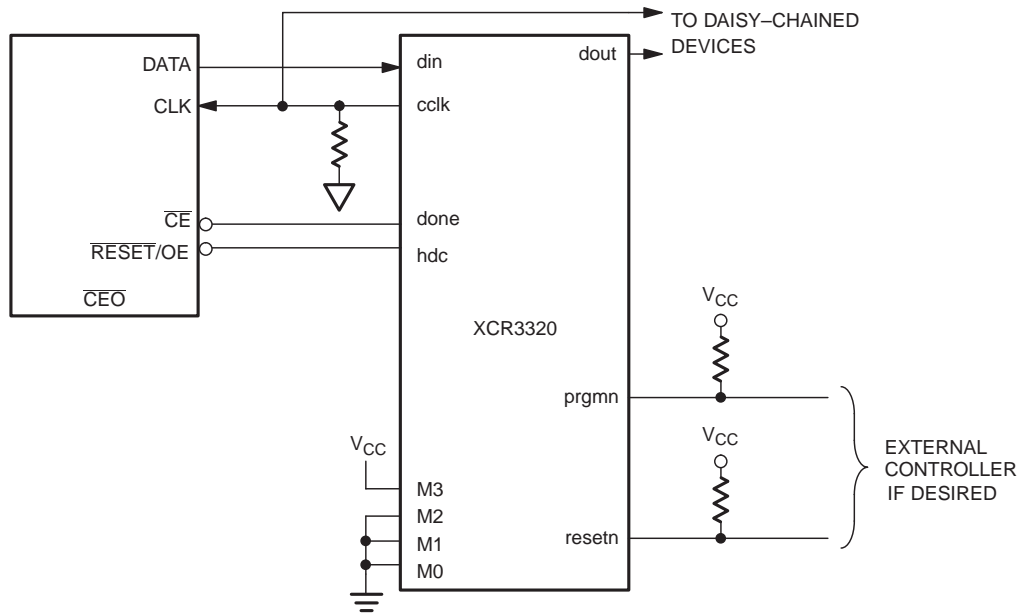 TO DAISY–CHAINED
DEVICES
DATA
din
dout
CLK
cclk
CE
done
RESET/OE
hdc
CEO
XCR3320
VCC
prgmn
VCC
VCC
M3
M2
M1
M0
resetn
EXTERNAL
CONTROLLER
IF DESIRED